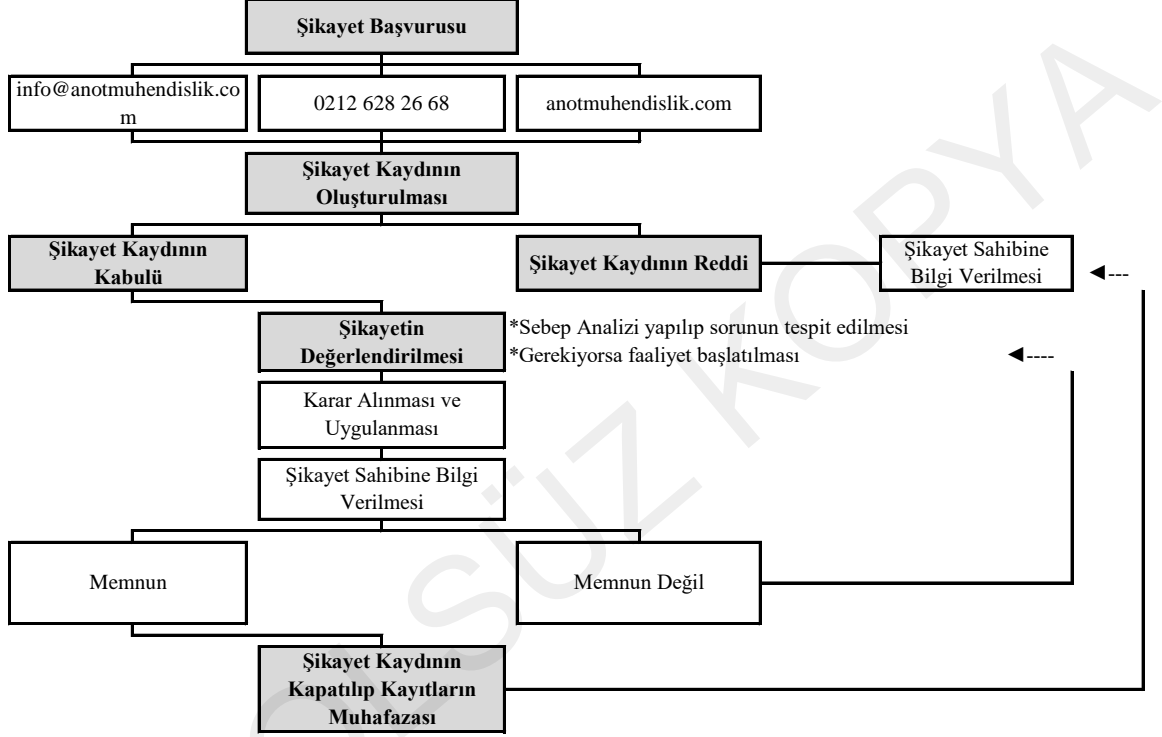 Şikayet Başvurusu
info@anotmuhendislik.co
m
0212 628 26 68
anotmuhendislik.com
Şikayet Kaydının
Oluşturulması
Şikayet Kaydının
Kabulü
Şikayet Kaydının Reddi
Şikayet Sahibine
Bilgi Verilmesi
◄---
Şikayetin
Değerlendirilmesi
*Sebep Analizi yapılıp sorunun tespit edilmesi
*Gerekiyorsa faaliyet başlatılması
◄----
Karar Alınması ve
Uygulanması
Şikayet Sahibine Bilgi
Verilmesi
Memnun
Memnun Değil
Şikayet Kaydının
Kapatılıp Kayıtların
Muhafazası
OLSÜZ KOPYA